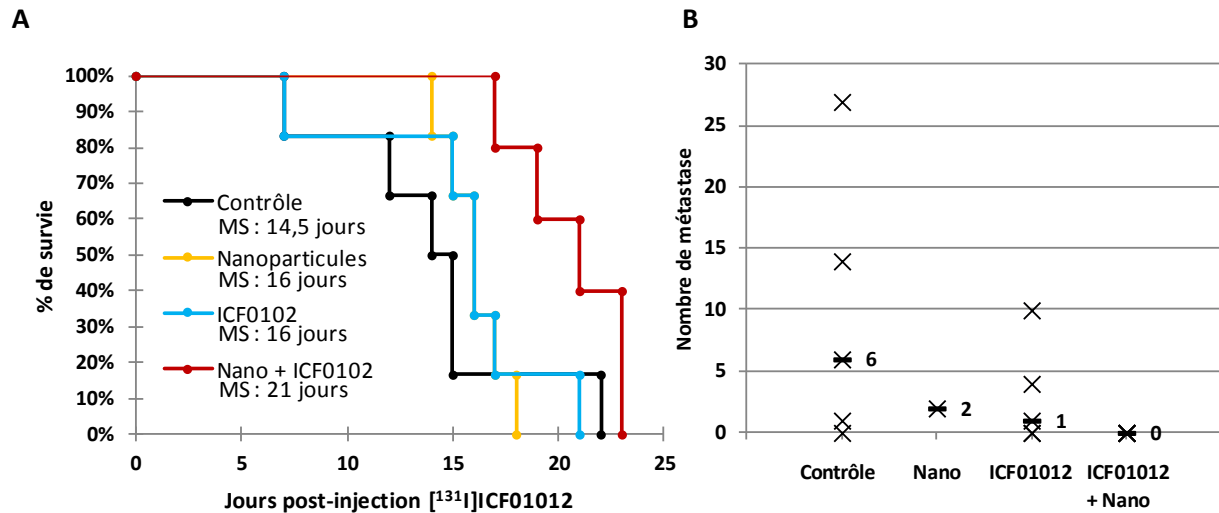 A
100%
90%
80%
70%
60%
50%
40%
30%
20%
10%
0%
% de survie
Contrôle
MS : 14,5 jours
Nanoparticules
MS : 16 jours
ICF0102
MS : 16 jours
Nano + ICF0102
MS : 21 jours
0 5 10 15 20 25
Jours post-injection [¹³¹I]ICF01012
B
30
25
20
15
10
5
0
Nombre de métastase
6
2
1
0
Contrôle Nano ICF01012 ICF01012
+ Nano